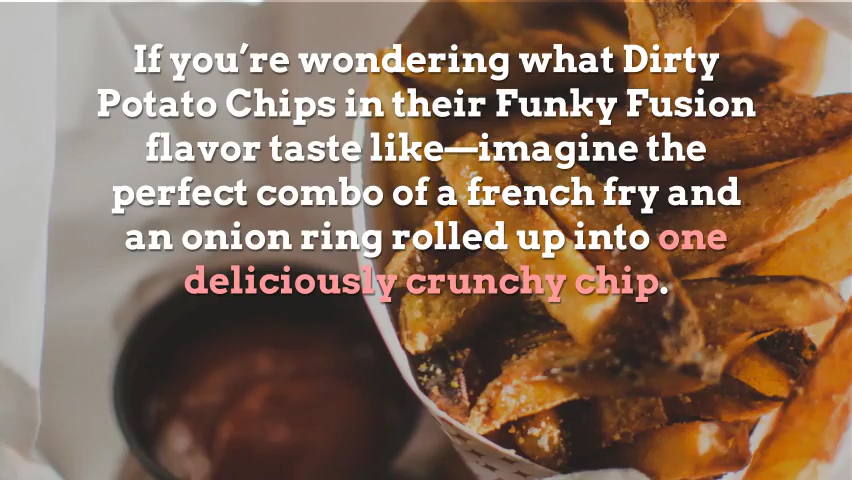 If you’re wondering what Dirty
Potato Chips in their Funky Fusion
flavor taste like—imagine the
perfect combo of a french fry and
an onion ring rolled up into one
deliciously crunchy chip.